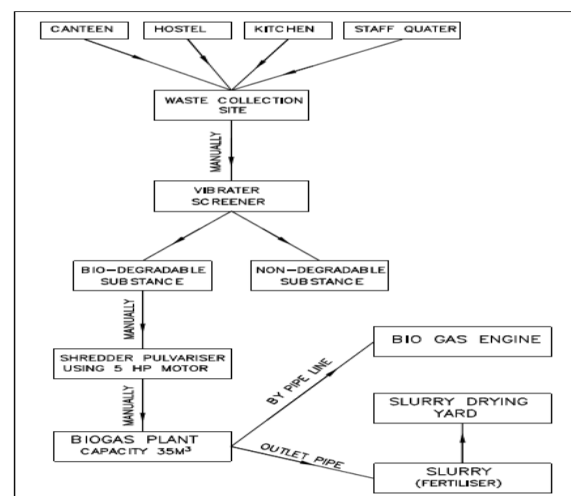 CANTEEN
HOSTEL
KITCHEN
STAFF QUATER
WASTE COLLECTION
SITE
MANUALLY
VIBRATER
SCREENER
BIO-DEGRADABLE
SUBSTANCE
NON-DEGRADABLE
SUBSTANCE
MANUALLY
SHREDDER PULVARISER
USING 5 HP MOTOR
MANUALLY
BIOGAS PLANT
CAPACITY 35M³
BY PIPE LINE
BIO GAS ENGINE
OUTLET PIPE
SLURRY DRYING
YARD
SLURRY
(FERTILISER)